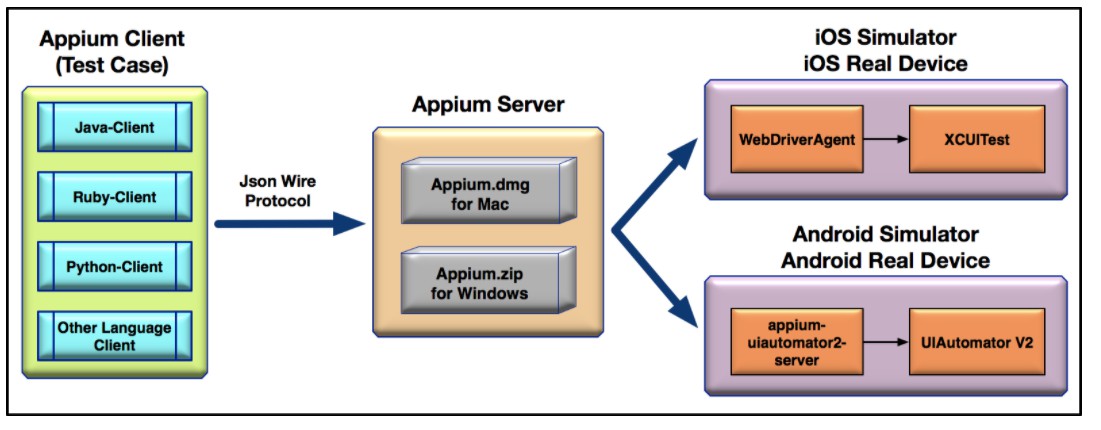 Appium Client
(Test Case)
Java-Client
Ruby-Client
Python-Client
Other Language
Client
Json Wire
Protocol
Appium Server
Appium.dmg
for Mac
Appium.zip
for Windows
iOS Simulator
iOS Real Device
WebDriverAgent
XCUITest
Android Simulator
Android Real Device
appium-
uiautomator2-
server
UIAutomator V2